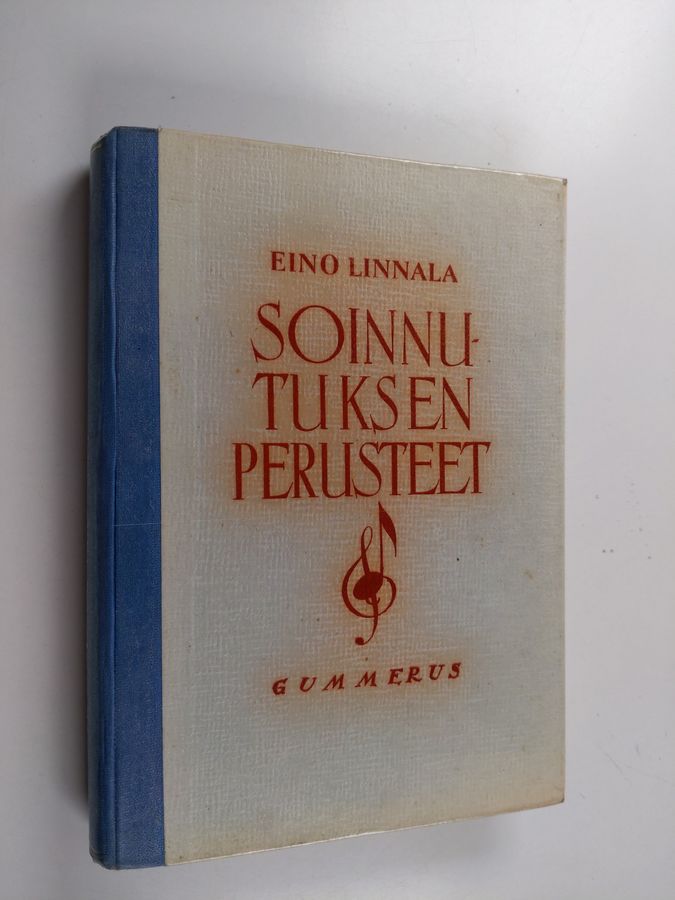 EINO LINNALA
SOINNU-
TUKSEN
PERUSTEET
GUMMERUS